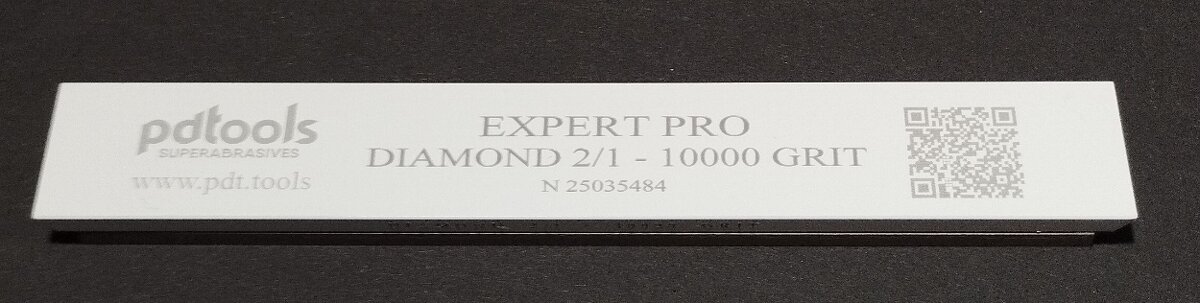 pdtools
SUPERABRASIVES
www.pdt.tools
EXPERT PRO
DIAMOND 2/1 - 10000 GRIT
N 25035484